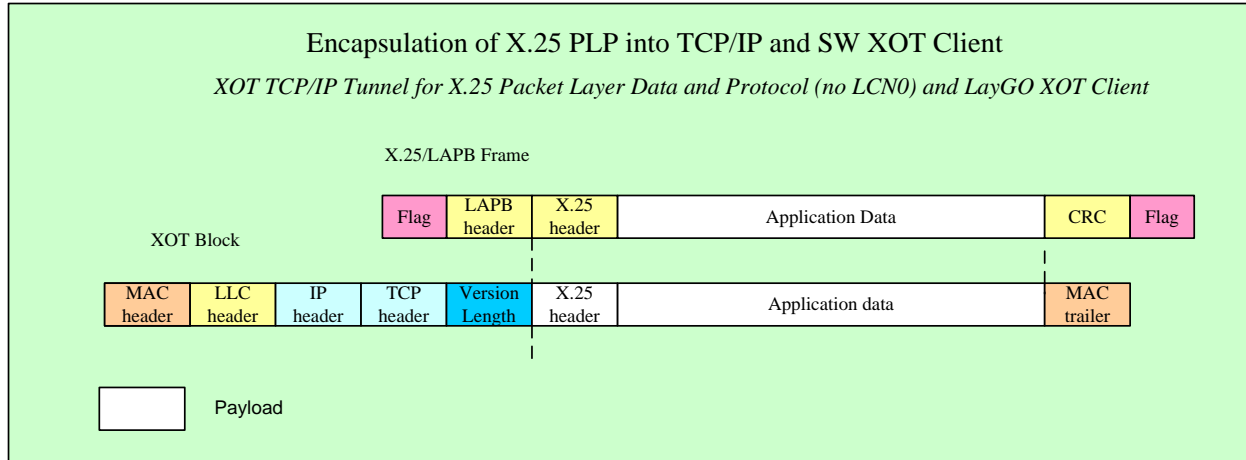 Encapsulation of X.25 PLP into TCP/IP and SW XOT Client
XOT TCP/IP Tunnel for X.25 Packet Layer Data and Protocol (no LCN0) and LayGO XOT Client
X.25/LAPB Frame
Flag
LAPB
header
X.25
header
Application Data
CRC
Flag
XOT Block
MAC
header
LLC
header
IP
header
TCP
header
Version
Length
X.25
header
Application data
MAC
trailer
Payload